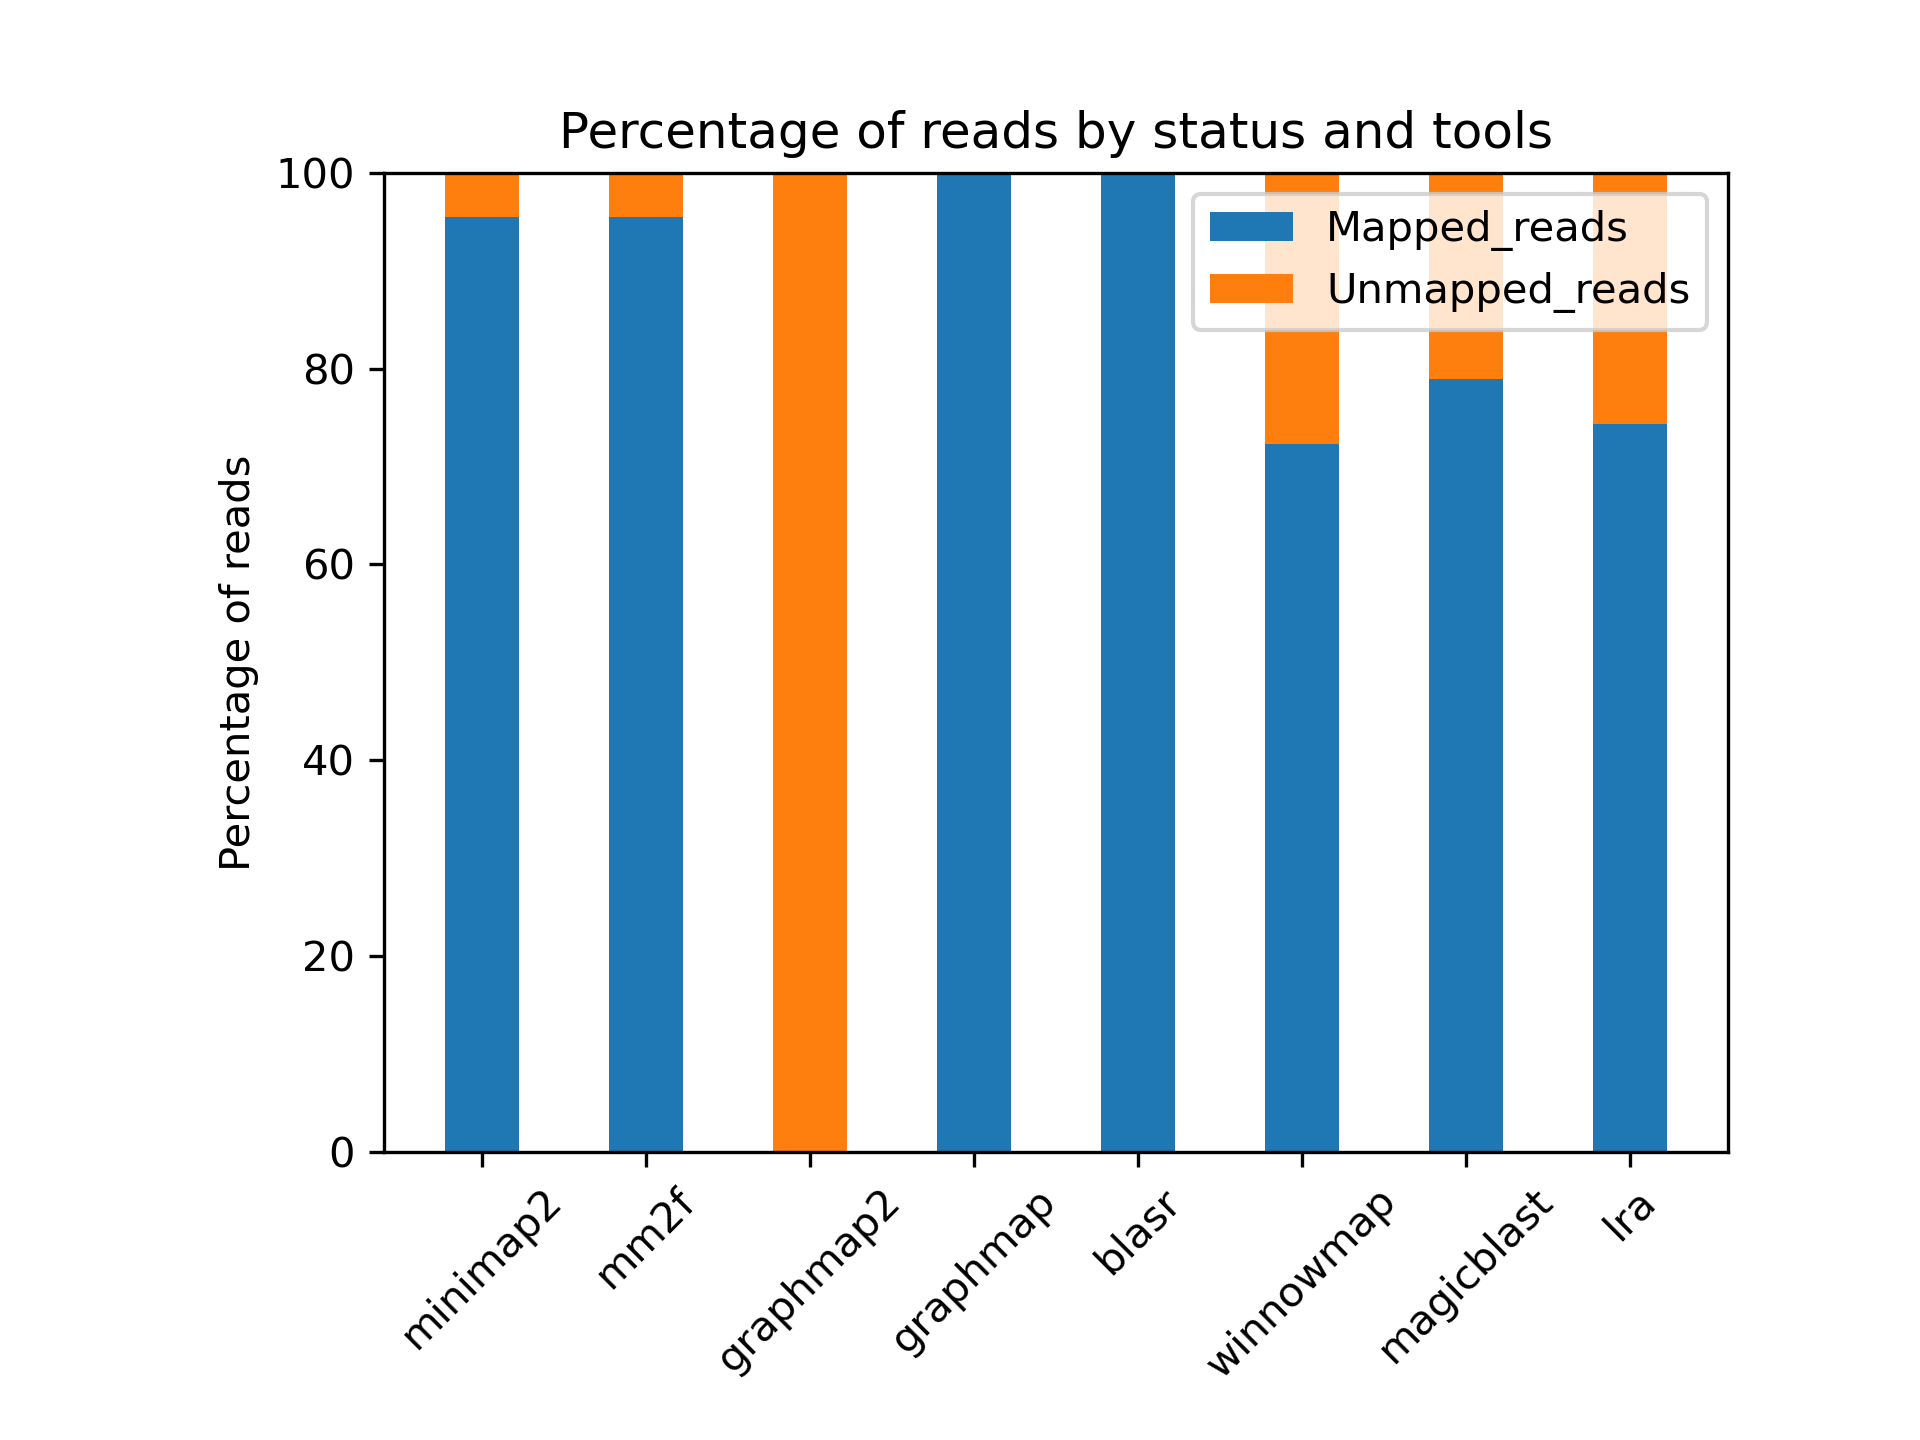 Percentage of reads by status and tools
100
80
60
40
20
0
Percentage of reads
Mapped_reads
Unmapped_reads
minimap2
mm2f
graphmap2
graphmap
blasr
winnowmap
magicblast
lra